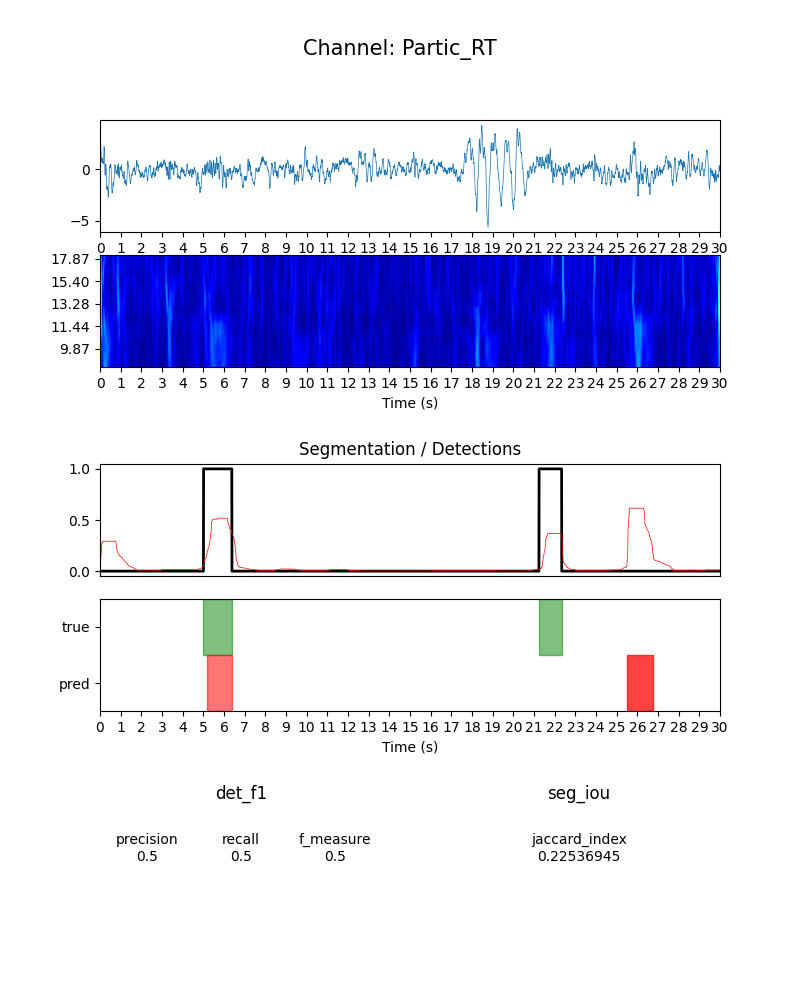 Channel: Partic_RT
0
−5
0 1 2 3 4 5 6 7 8 9 10 11 12 13 14 15 16 17 18 19 20 21 22 23 24 25 26 27 28 29 30
17.87
15.40
13.28
11.44
9.87
0 1 2 3 4 5 6 7 8 9 10 11 12 13 14 15 16 17 18 19 20 21 22 23 24 25 26 27 28 29 30
Time (s)
Segmentation / Detections
1.0
0.5
0.0
true
pred
0 1 2 3 4 5 6 7 8 9 10 11 12 13 14 15 16 17 18 19 20 21 22 23 24 25 26 27 28 29 30
Time (s)
det_f1 seg_iou
precision recall f_measure jaccard_index
0.5 0.5 0.5 0.22536945